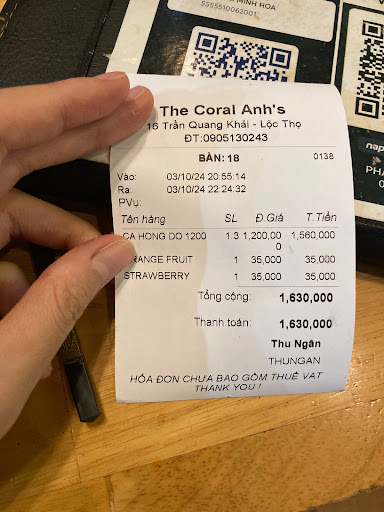 MINH HOA
5555510062001
The Coral Anh's
16 Trần Quang Khải - Lộc Thọ
ĐT:0905130243
BÀN: 18 0138
Vào: 03/10/24 20:55:14
Ra: 03/10/24 22:24:32
PVụ:
Tên hàng SL Đ.Giá T.Tiền
CA HONG DO 1200 1.3 1,200,00 1,560,000
0
RANGE FRUIT 1 35,000 35,000
STRAWBERRY 1 35,000 35,000
Tổng cộng: 1,630,000
Thanh toán: 1,630,000
Thu Ngân
THUNGAN
HÓA ĐƠN CHƯA BAO GỒM THUẾ VAT
THANK YOU !
nap
PH